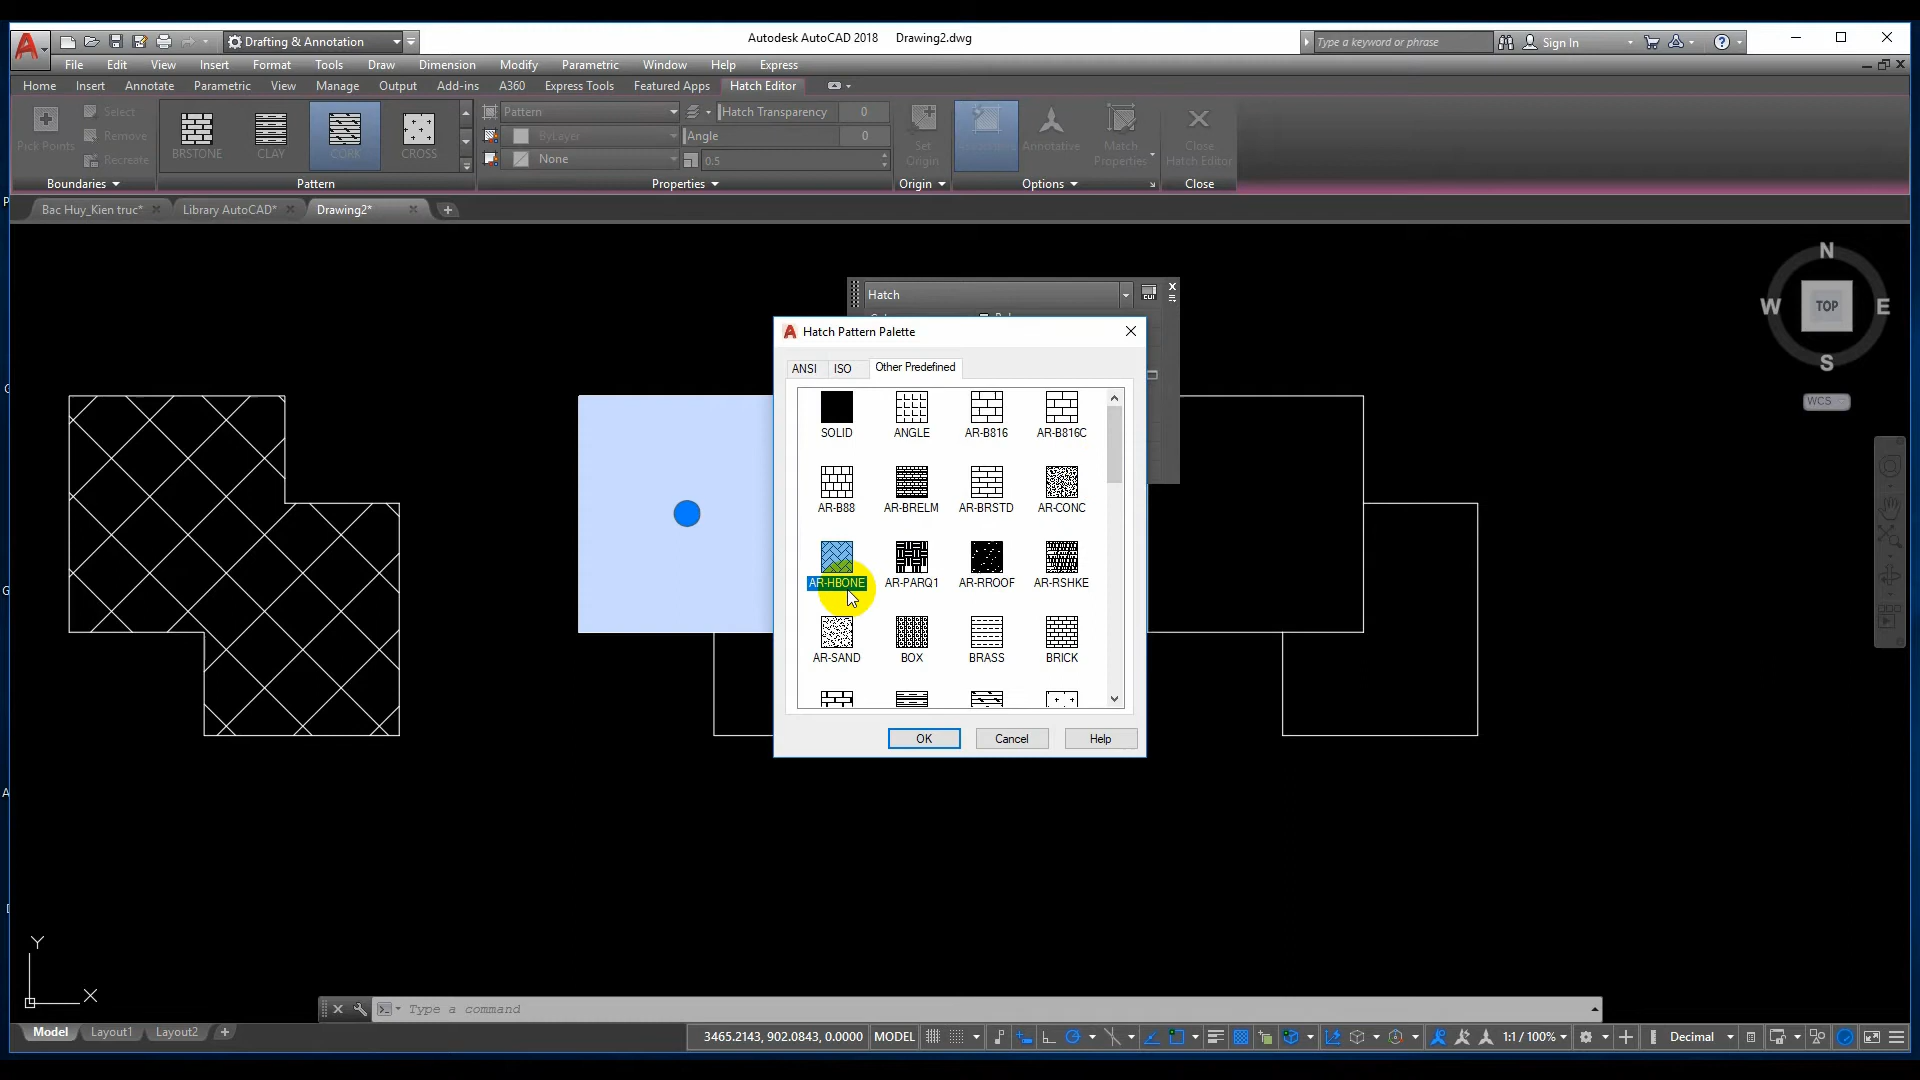 Drafting & Annotation
Autodesk AutoCAD 2018 Drawing2.dwg
Type a keyword or phrase
Sign In
File Edit View Insert Format Tools Draw Dimension Modify Parametric Window Help Express
Home Insert Annotate Parametric View Manage Output Add-ins A360 Express Tools Featured Apps Hatch Editor
Pick Points
Select
Remove
Recreate
BRSTONE CLAY CORK CROSS
Pattern
ByLayer
None
Hatch Transparency 0
Angle 0
0.5
Set
Origin
Annotative
Match
Properties
Close
Hatch Editor
Boundaries Pattern Properties Origin Options Close
Bac Huy_Kien truc* Library AutoCAD* Drawing2*
N
W TOP E
S
WCS
Hatch
Hatch Pattern Palette
ANSI ISO Other Predefined
SOLID ANGLE AR-B816 AR-B816C
AR-B88 AR-BRELM AR-BRSTD AR-CONC
AR-HBONE AR-PARQ1 AR-RROOF AR-RSHKE
AR-SAND BOX BRASS BRICK
OK Cancel Help
Y
X
Type a command
Model Layout1 Layout2
3465.2143, 902.0843, 0.0000 MODEL 1:1 / 100% Decimal